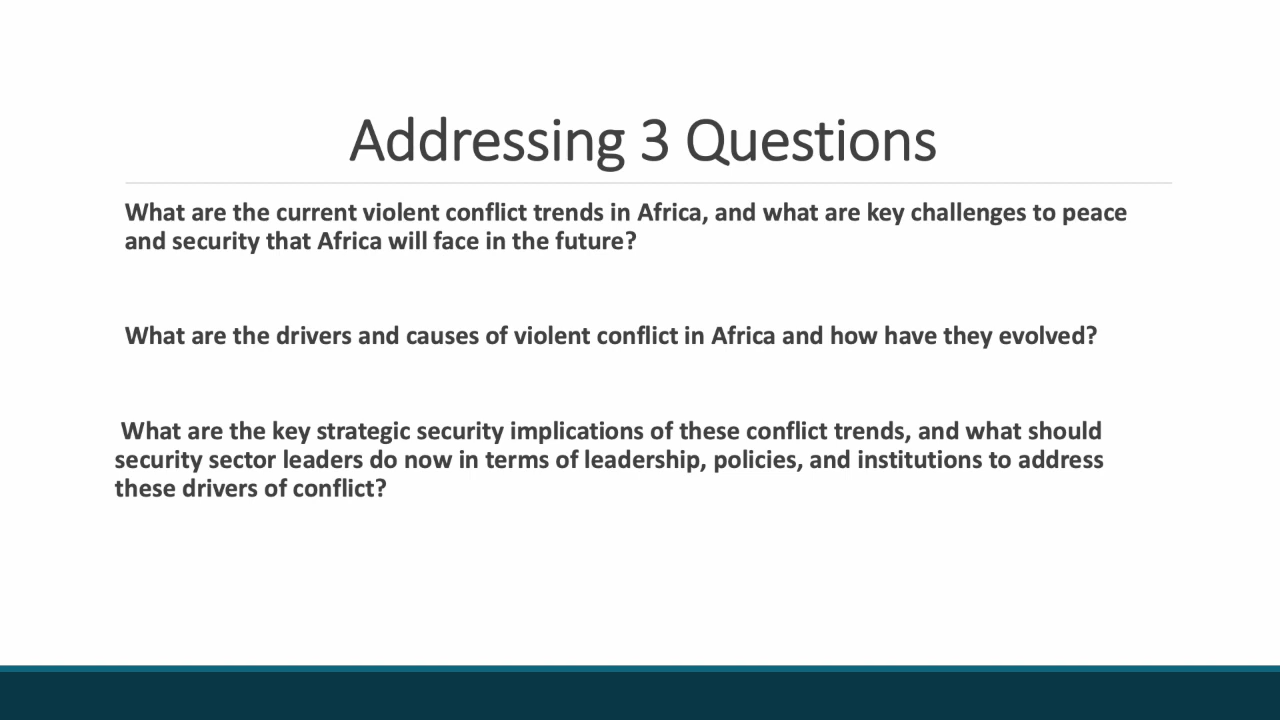 Addressing 3 Questions
What are the current violent conflict trends in Africa, and what are key challenges to peace
and security that Africa will face in the future?
What are the drivers and causes of violent conflict in Africa and how have they evolved?
What are the key strategic security implications of these conflict trends, and what should
security sector leaders do now in terms of leadership, policies, and institutions to address
these drivers of conflict?